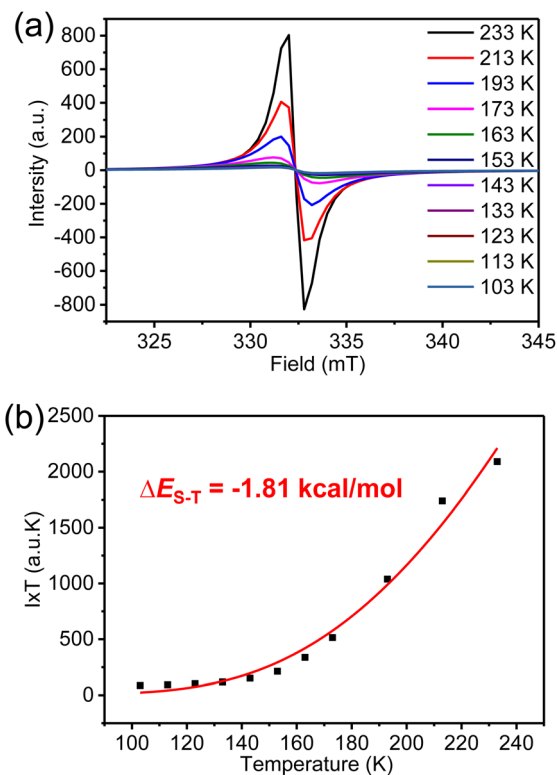 (a)
800
600
400
200
0
-200
-400
-600
-800
Intersity (a.u.)
233 K
213 K
193 K
173 K
163 K
153 K
143 K
133 K
123 K
113 K
103 K
325 330 335 340 345
Field (mT)
(b)
2500
2000
1500
1000
500
0
IxT (a.u.K)
ΔES-T = -1.81 kcal/mol
100 120 140 160 180 200 220 240
Temperature (K)